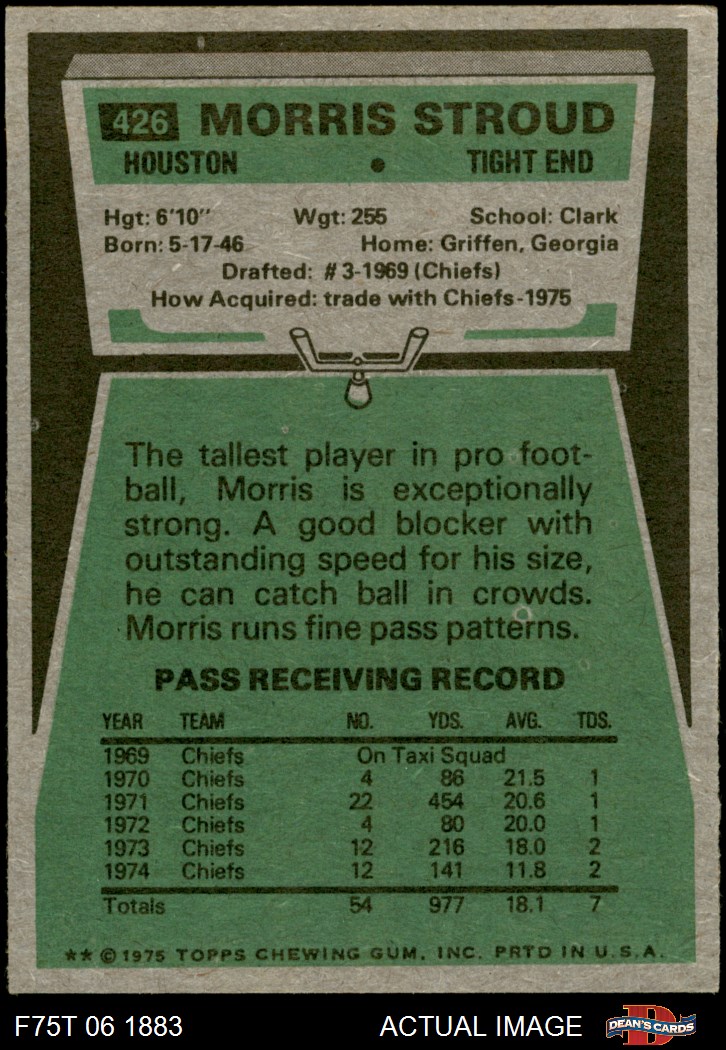 426 MORRIS STROUD
HOUSTON • TIGHT END
Hgt: 6'10" Wgt: 255 School: Clark
Born: 5-17-46 Home: Griffen, Georgia
Drafted: #3-1969 (Chiefs)
How Acquired: trade with Chiefs-1975
The tallest player in pro foot-
ball, Morris is exceptionally
strong. A good blocker with
outstanding speed for his size,
he can catch ball in crowds.
Morris runs fine pass patterns.
PASS RECEIVING RECORD
YEAR TEAM NO. YDS. AVG. TDS.
1969 Chiefs On Taxi Squad
1970 Chiefs 4 86 21.5 1
1971 Chiefs 22 454 20.6 1
1972 Chiefs 4 80 20.0 1
1973 Chiefs 12 216 18.0 2
1974 Chiefs 12 141 11.8 2
Totals 54 977 18.1 7
** © 1975 TOPPS CHEWING GUM, INC. PRTD IN U.S.A.
F75T 06 1883 ACTUAL IMAGE D DEAN'S CARDS